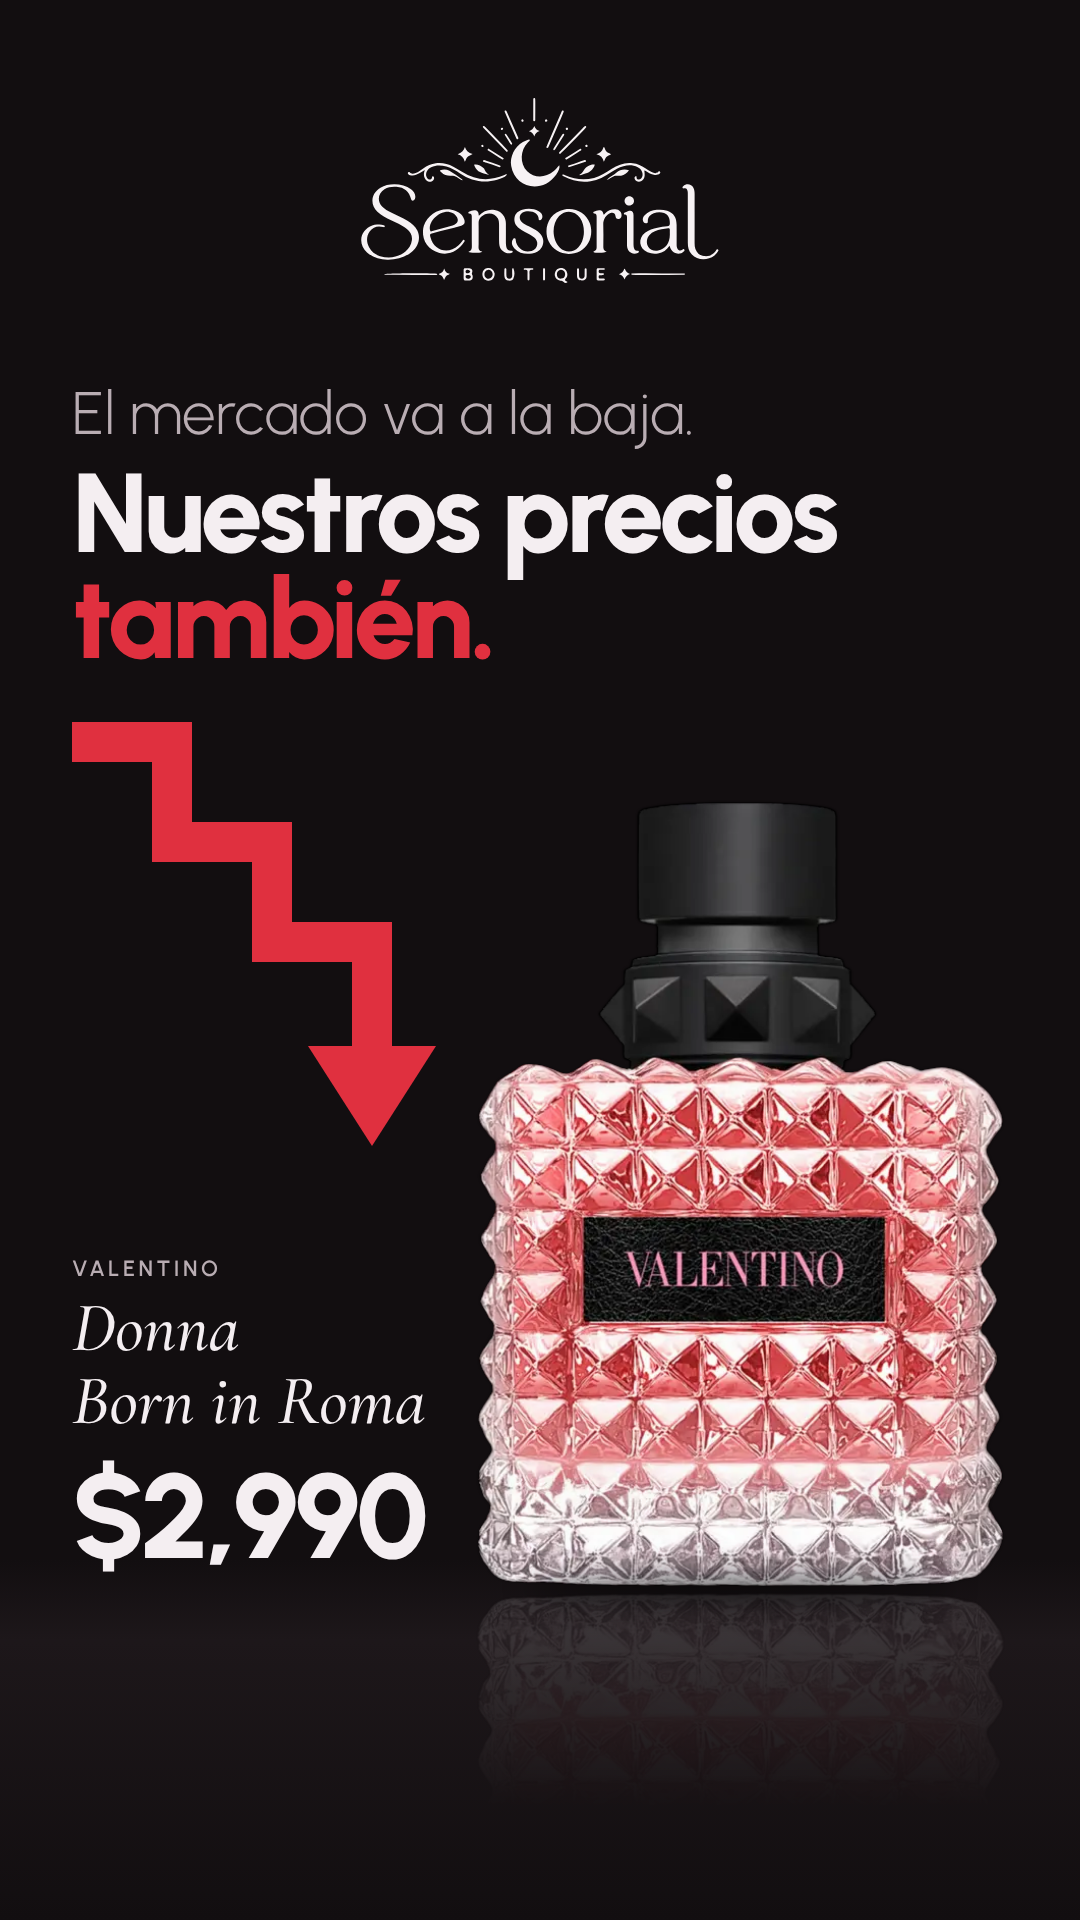 Sensorial
BOUTIQUE
El mercado va a la baja.
Nuestros precios
también.
VALENTINO
VALENTINO
Donna
Born in Roma
$2,990